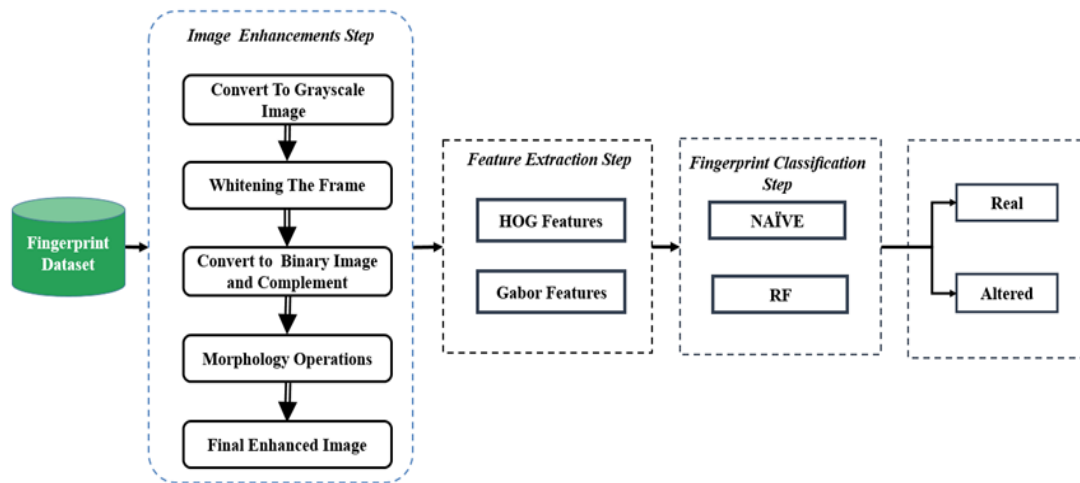 Fingerprint
Dataset
Image Enhancements Step
Convert To Grayscale
Image
Whitening The Frame
Convert to Binary Image
and Complement
Morphology Operations
Final Enhanced Image
Feature Extraction Step
HOG Features
Gabor Features
Fingerprint Classification
Step
NAÏVE
RF
Real
Altered